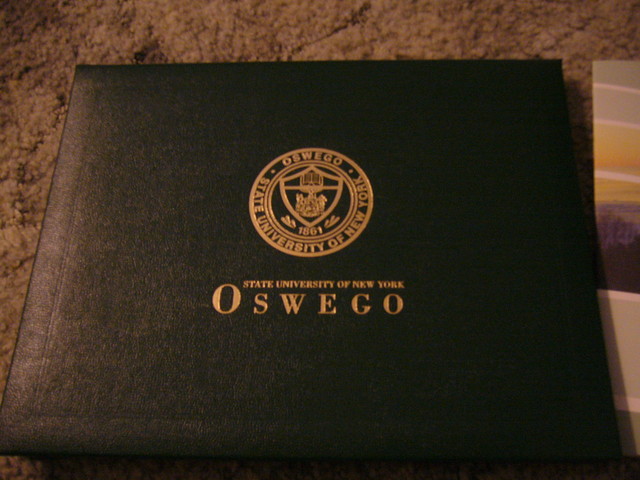 OSWEGO
STATE UNIVERSITY OF NEW YORK
1861
STATE UNIVERSITY OF NEW YORK
OSWEGO